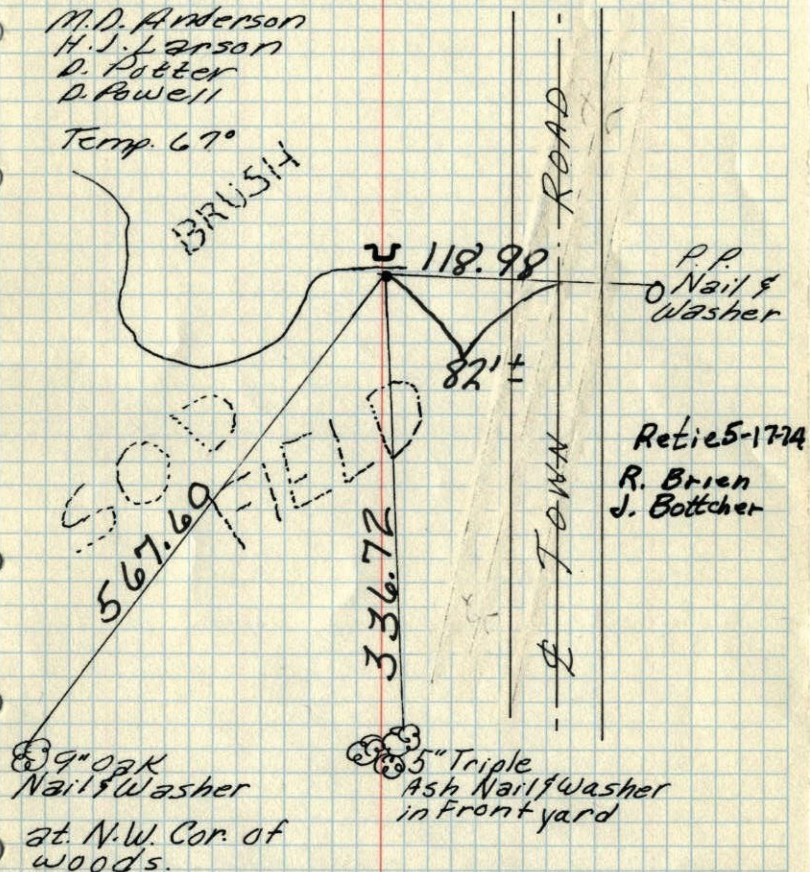 M.D. Anderson
H.J. Larson
D. Potter
D. Powell
Temp. 67°
BRUSH
118.98
P.P.
Nail &
Washer
82'±
SOD
FIELD
Retie 5-17-74
R. Brien
J. Bottcher
567.60
336.72
℄ TOWN ROAD
9" Oak
Nail & Washer
at N.W. Cor. of
woods.
5" Triple
Ash Nail & Washer
in Front yard